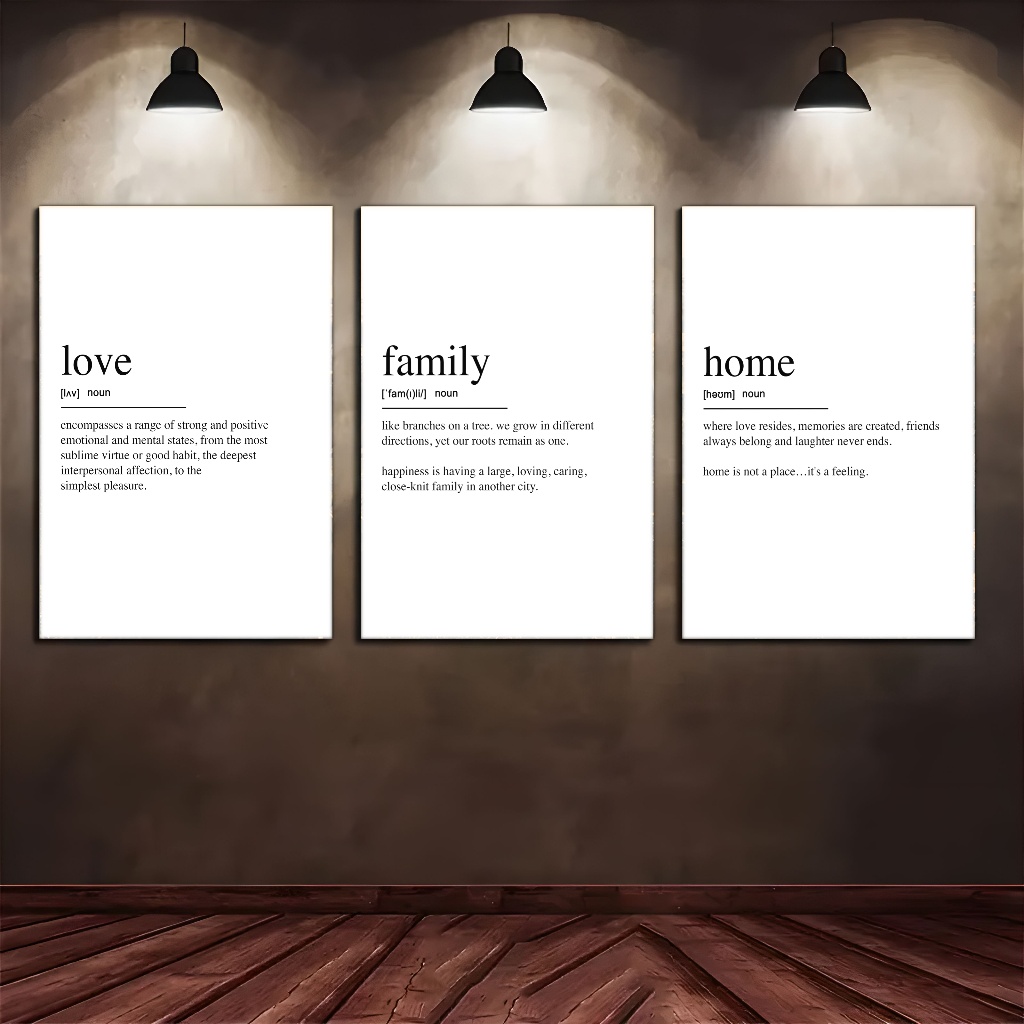 love
[lʌv] noun
encompasses a range of strong and positive
emotional and mental states, from the most
sublime virtue or good habit, the deepest
interpersonal affection, to the
simplest pleasure.
family
[ˈfam(ɪ)li/] noun
like branches on a tree. we grow in different
directions, yet our roots remain as one.
happiness is having a large, loving, caring,
close-knit family in another city.
home
[həʊm] noun
where love resides, memories are created, friends
always belong and laughter never ends.
home is not a place…it's a feeling.